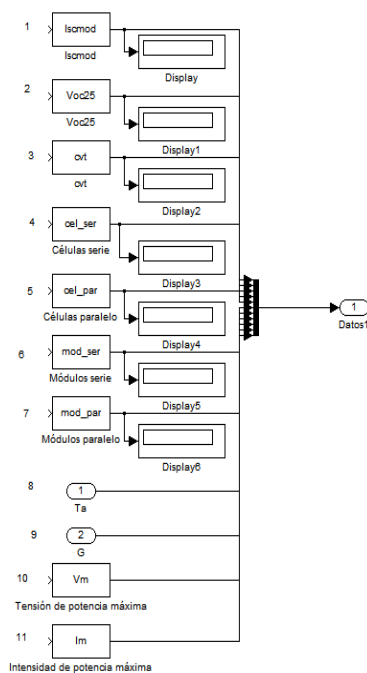 1
Iscmod
Iscmod
Display
2
Voc25
Voc25
Display1
3
cvt
cvt
Display2
4
cel_ser
Células serie
Display3
5
cel_par
Células paralelo
Display4
6
mod_ser
Módulos serie
Display5
7
mod_par
Módulos paralelo
Display6
1
Datos1
8
1
Ta
9
2
G
10
Vm
Tensión de potencia máxima
11
Im
Intensidad de potencia máxima